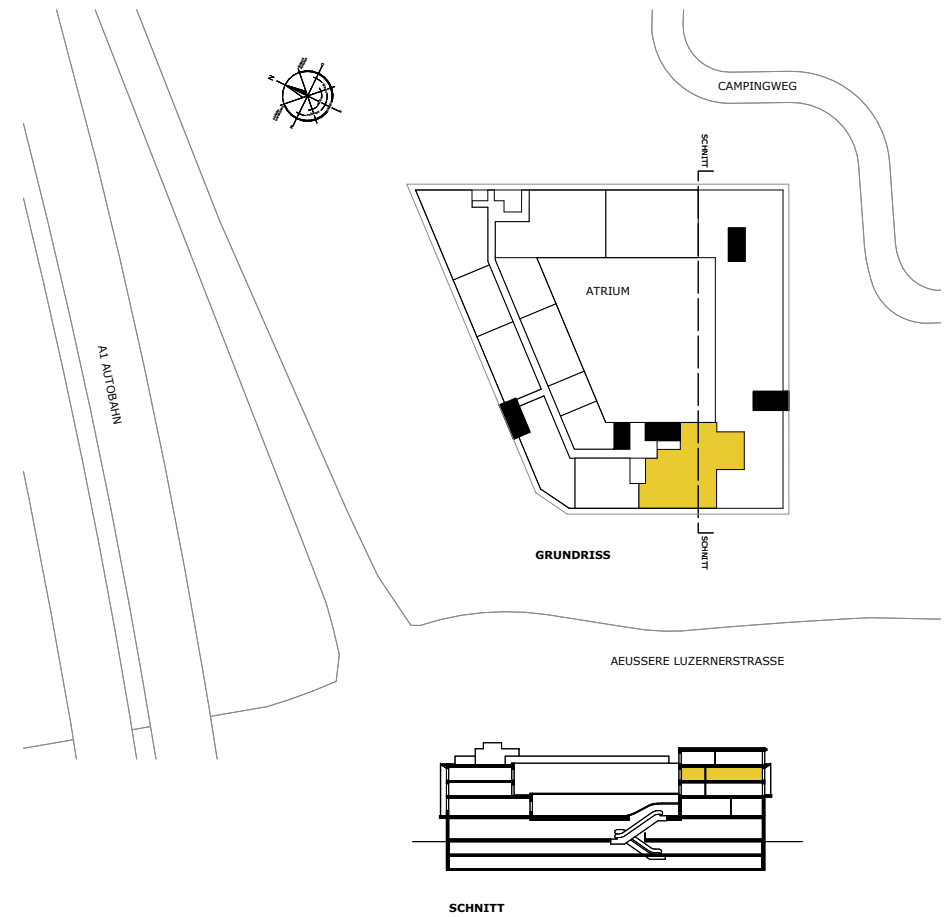 N
CAMPINGWEG
SCHNITT
ATRIUM
A1 AUTOBAHN
SCHNITT
GRUNDRISS
AEUSSERE LUZERNERSTRASSE
SCHNITT